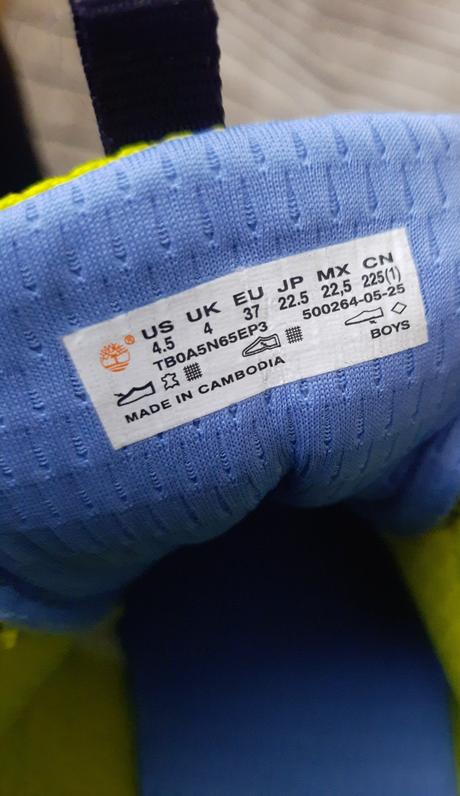 US UK EU JP MX CN
4.5 4 37 22.5 22,5 225(1)
TB0A5N65EP3 500264-05-25
BOYS
MADE IN CAMBODIA
®